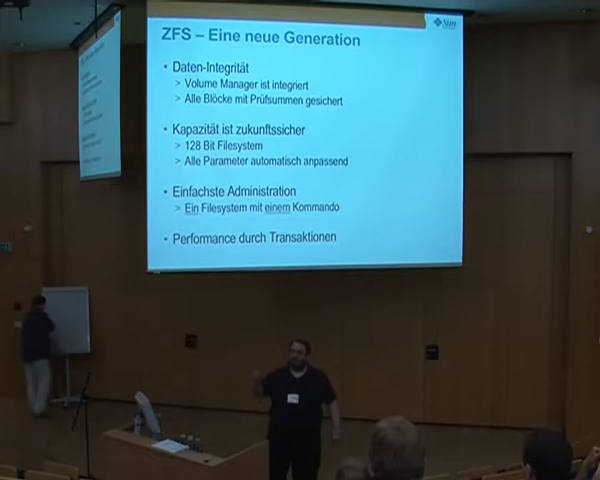 ZFS – Eine neue Generation
Sun
• Daten-Integrität
> Volume Manager ist integriert
> Alle Blöcke mit Prüfsummen gesichert
• Kapazität ist zukunftssicher
> 128 Bit Filesystem
> Alle Parameter automatisch anpassend
• Einfachste Administration
> Ein Filesystem mit einem Kommando
• Performance durch Transaktionen